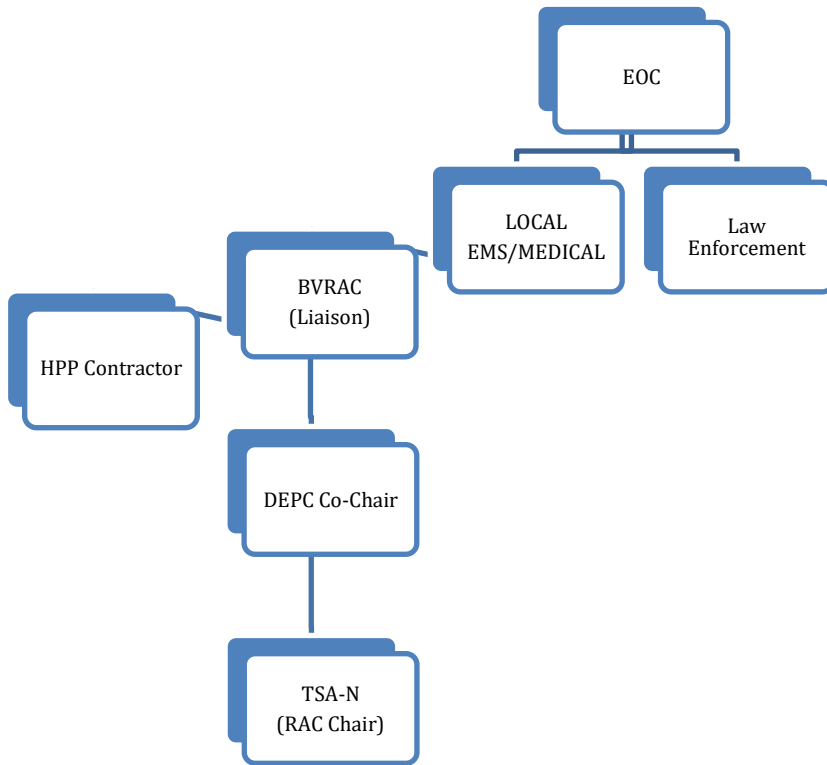 EOC
LOCAL
EMS/MEDICAL
Law
Enforcement
BVRAC
(Liaison)
HPP Contractor
DEPC Co-Chair
TSA-N
(RAC Chair)